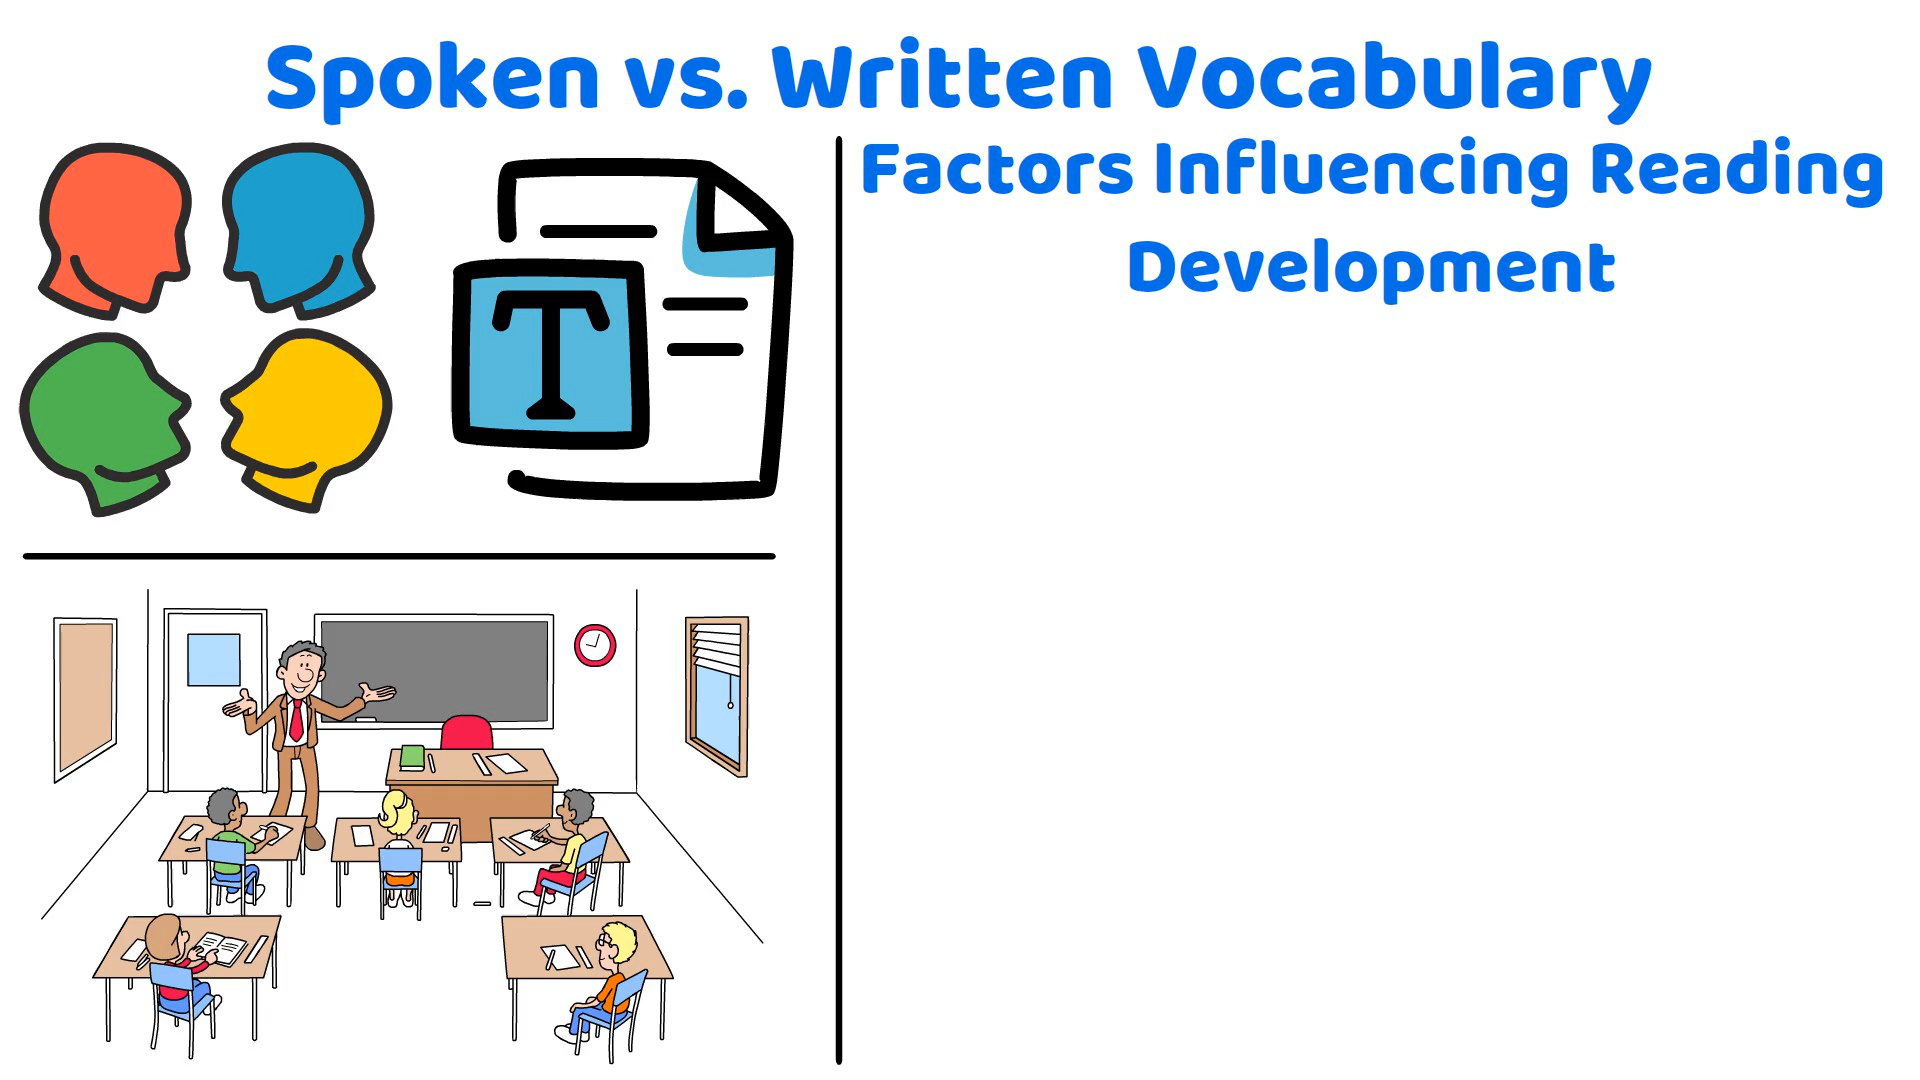 Spoken vs. Written Vocabulary
Factors Influencing Reading
Development
T